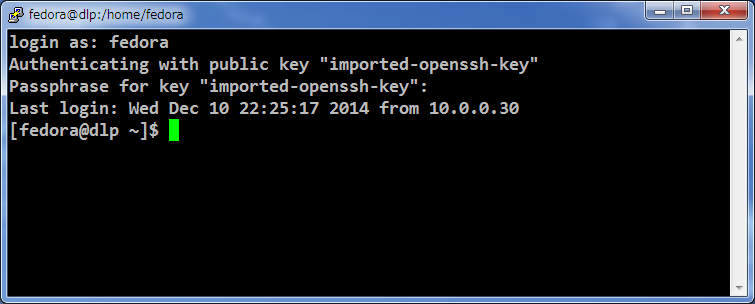 fedora@dlp:/home/fedora
login as: fedora
Authenticating with public key "imported-openssh-key"
Passphrase for key "imported-openssh-key":
Last login: Wed Dec 10 22:25:17 2014 from 10.0.0.30
[fedora@dlp ~]$